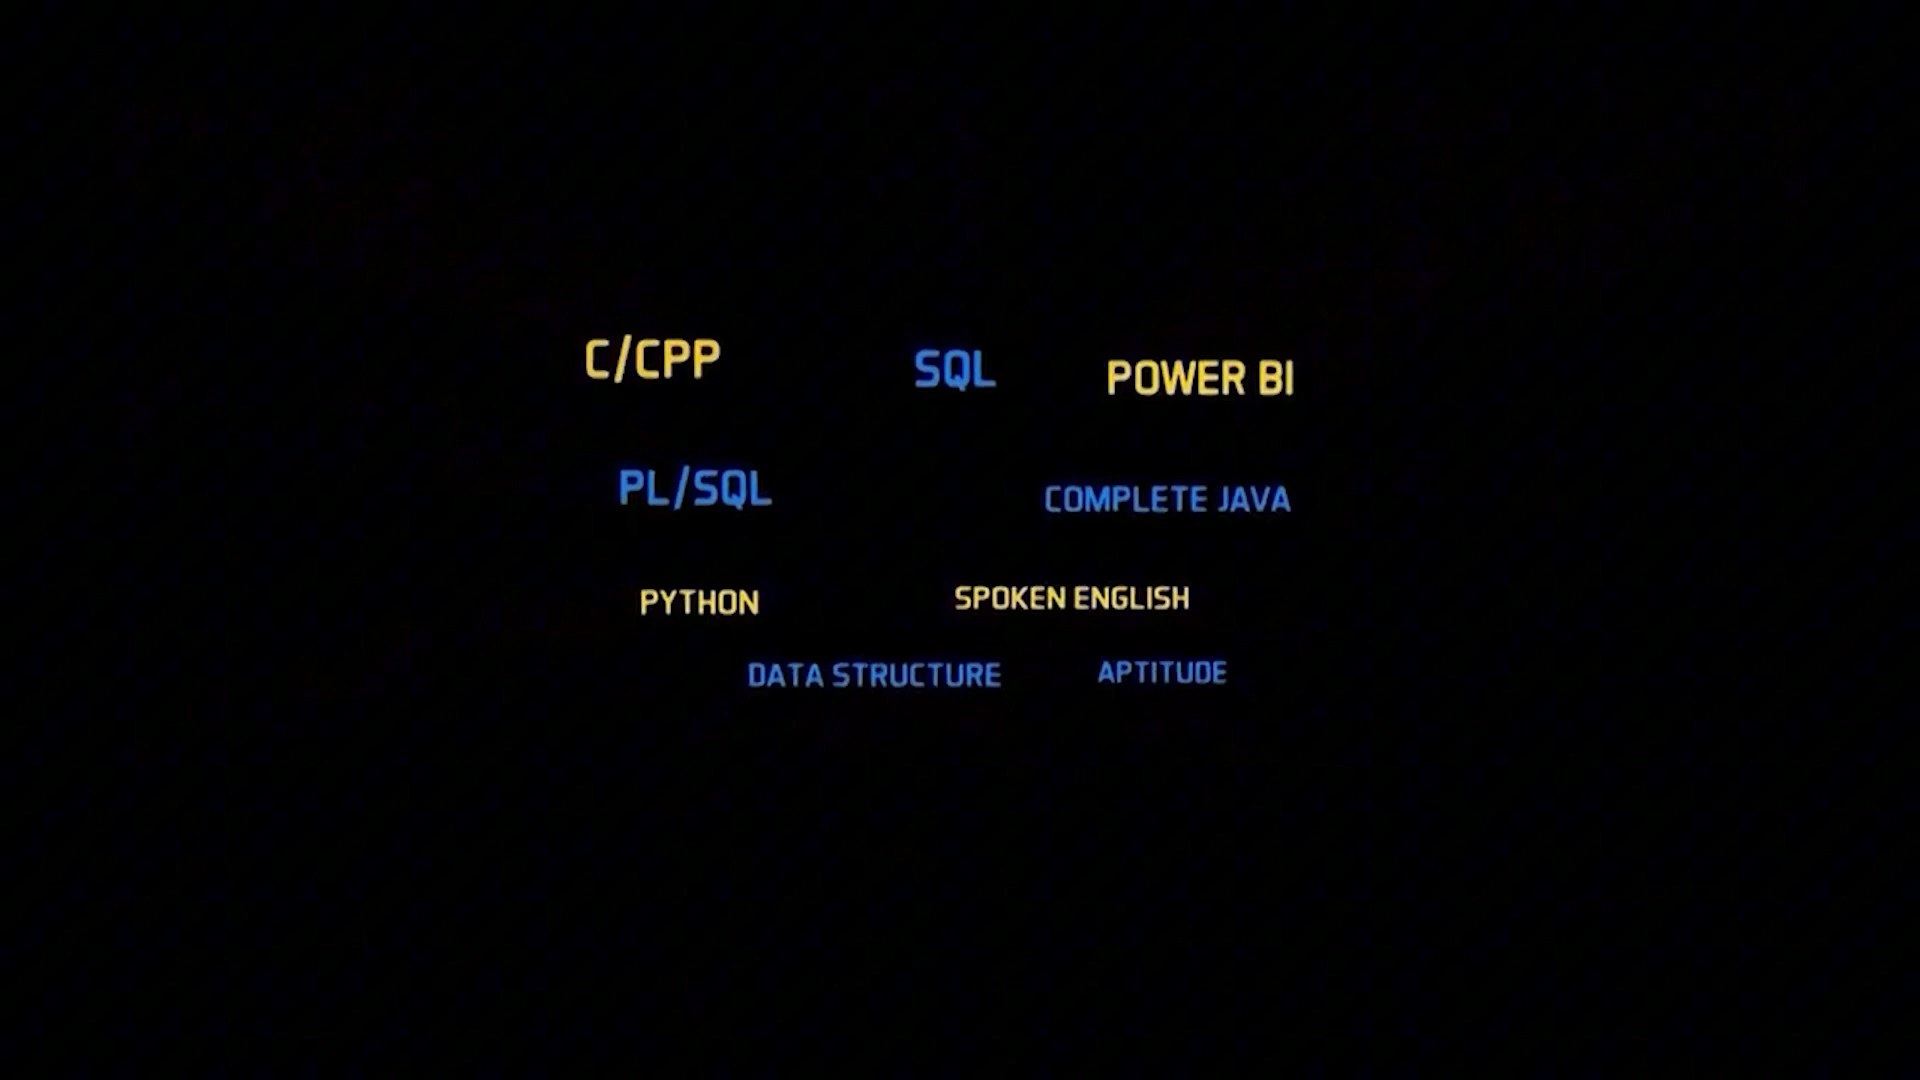 C/CPP SQL POWER BI
PL/SQL COMPLETE JAVA
PYTHON SPOKEN ENGLISH
DATA STRUCTURE APTITUDE